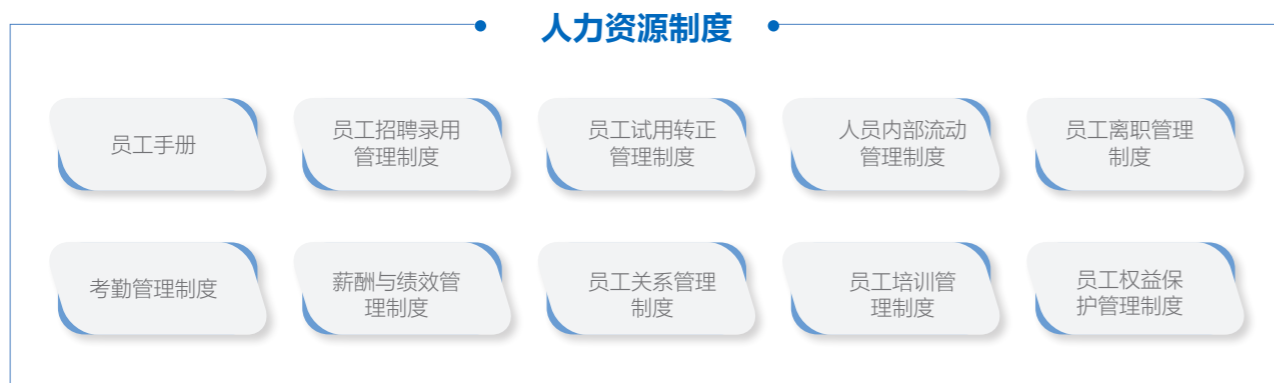 人力资源制度
员工手册
员工招聘录用
管理制度
员工试用转正
管理制度
人员内部流动
管理制度
员工离职管理
制度
考勤管理制度
薪酬与绩效管
理制度
员工关系管理
制度
员工培训管
理制度
员工权益保
护管理制度